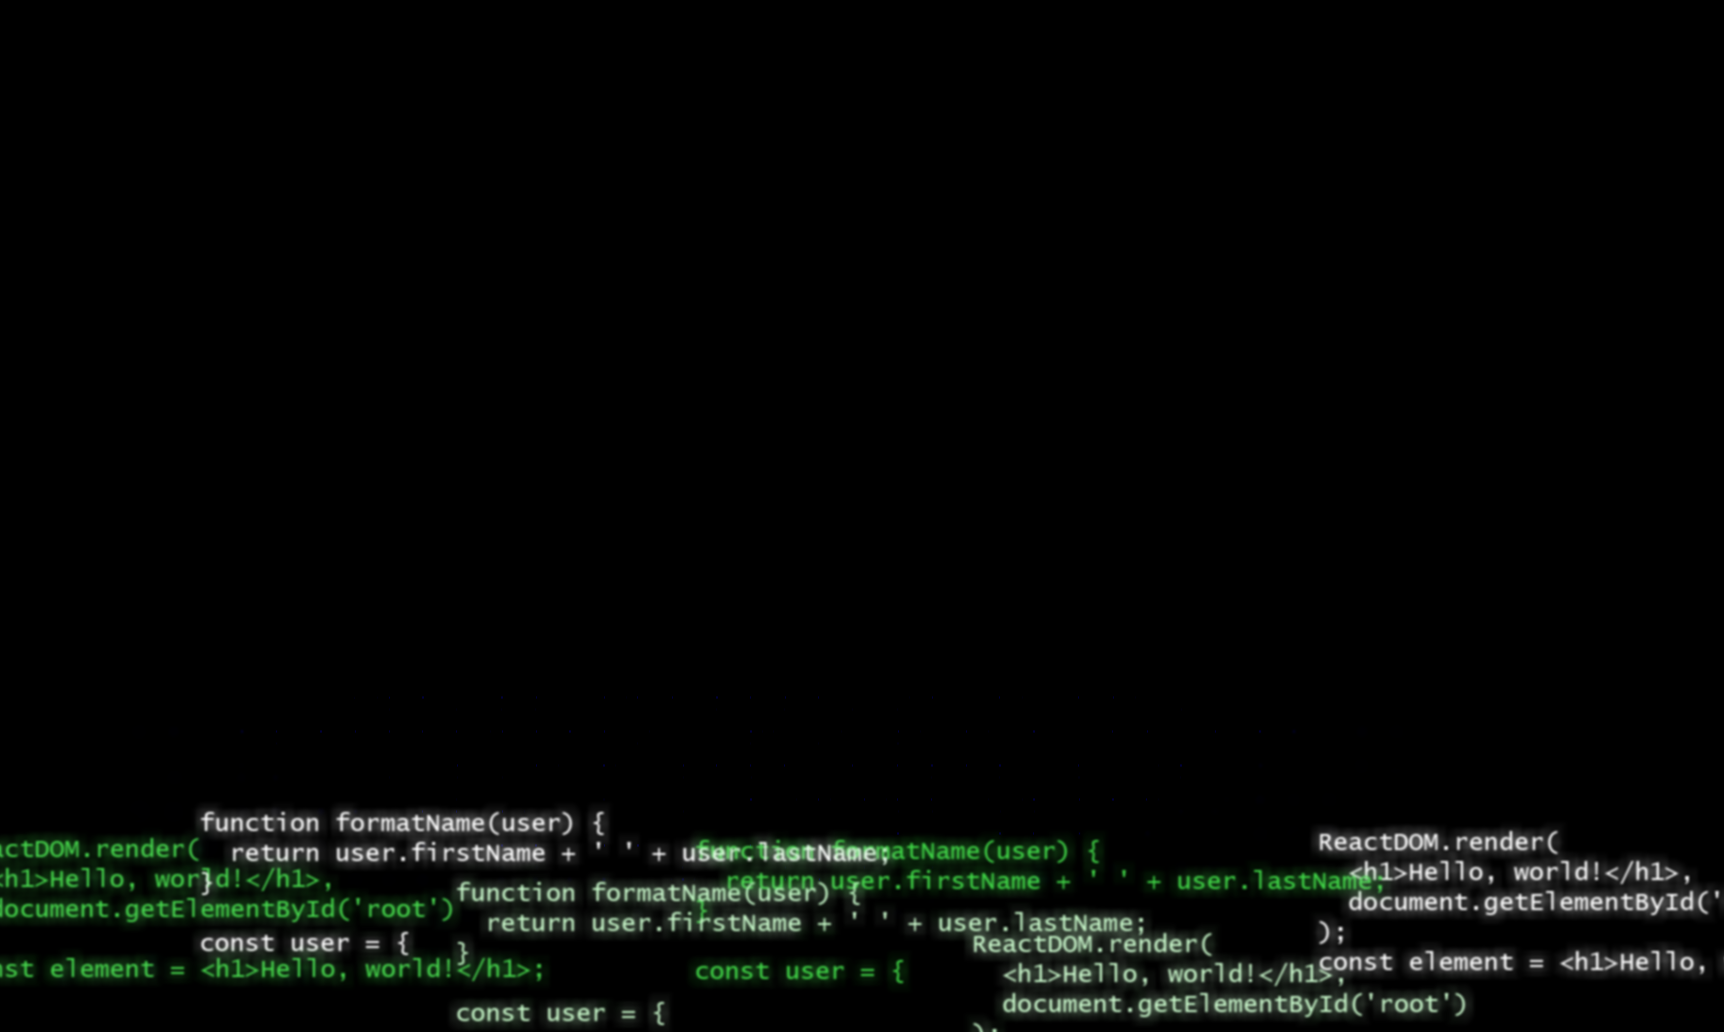 function formatName(user) {
  return user.firstName + ' ' + user.lastName;
}

const user = {
actDOM.render(
<h1>Hello, world!</h1>,
document.getElementById('root')
nst element = <h1>Hello, world!</h1>;
function formatName(user) {
  return user.firstName + ' ' + user.lastName;
}

const user = {
function formatName(user) {
  return user.firstName + ' ' + user.lastName;
}

const user = {
ReactDOM.render(
  <h1>Hello, world!</h1>,
  document.getElementById('root')
);
ReactDOM.render(
  <h1>Hello, world!</h1>,
  document.getElementById('
);
const element = <h1>Hello,